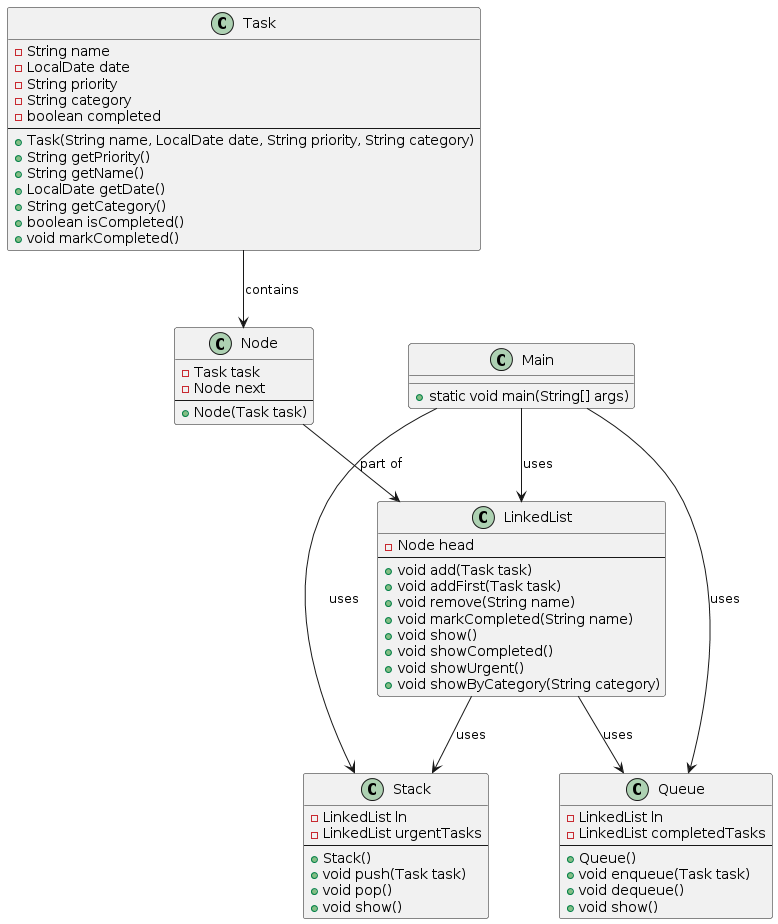 C Task
String name
LocalDate date
String priority
String category
boolean completed
Task(String name, LocalDate date, String priority, String category)
String getPriority()
String getName()
LocalDate getDate()
String getCategory()
boolean isCompleted()
void markCompleted()
contains
C Node
Task task
Node next
Node(Task task)
C Main
static void main(String[] args)
part of
uses
C LinkedList
Node head
void add(Task task)
void addFirst(Task task)
void remove(String name)
void markCompleted(String name)
void show()
void showCompleted()
void showUrgent()
void showByCategory(String category)
uses
uses
uses
uses
C Stack
LinkedList ln
LinkedList urgentTasks
Stack()
void push(Task task)
void pop()
void show()
C Queue
LinkedList ln
LinkedList completedTasks
Queue()
void enqueue(Task task)
void dequeue()
void show()